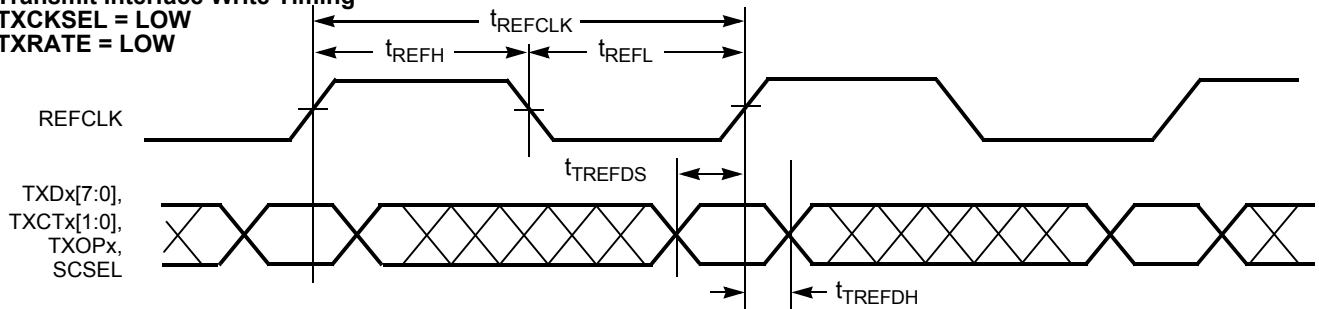 Transmit Interface Write Timing
TXCKSEL = LOW
TXRATE = LOW
tREFCLK
tREFH
tREFL
REFCLK
tTREFDS
TXDx[7:0],
TXCTx[1:0],
TXOPx,
SCSEL
tTREFDH